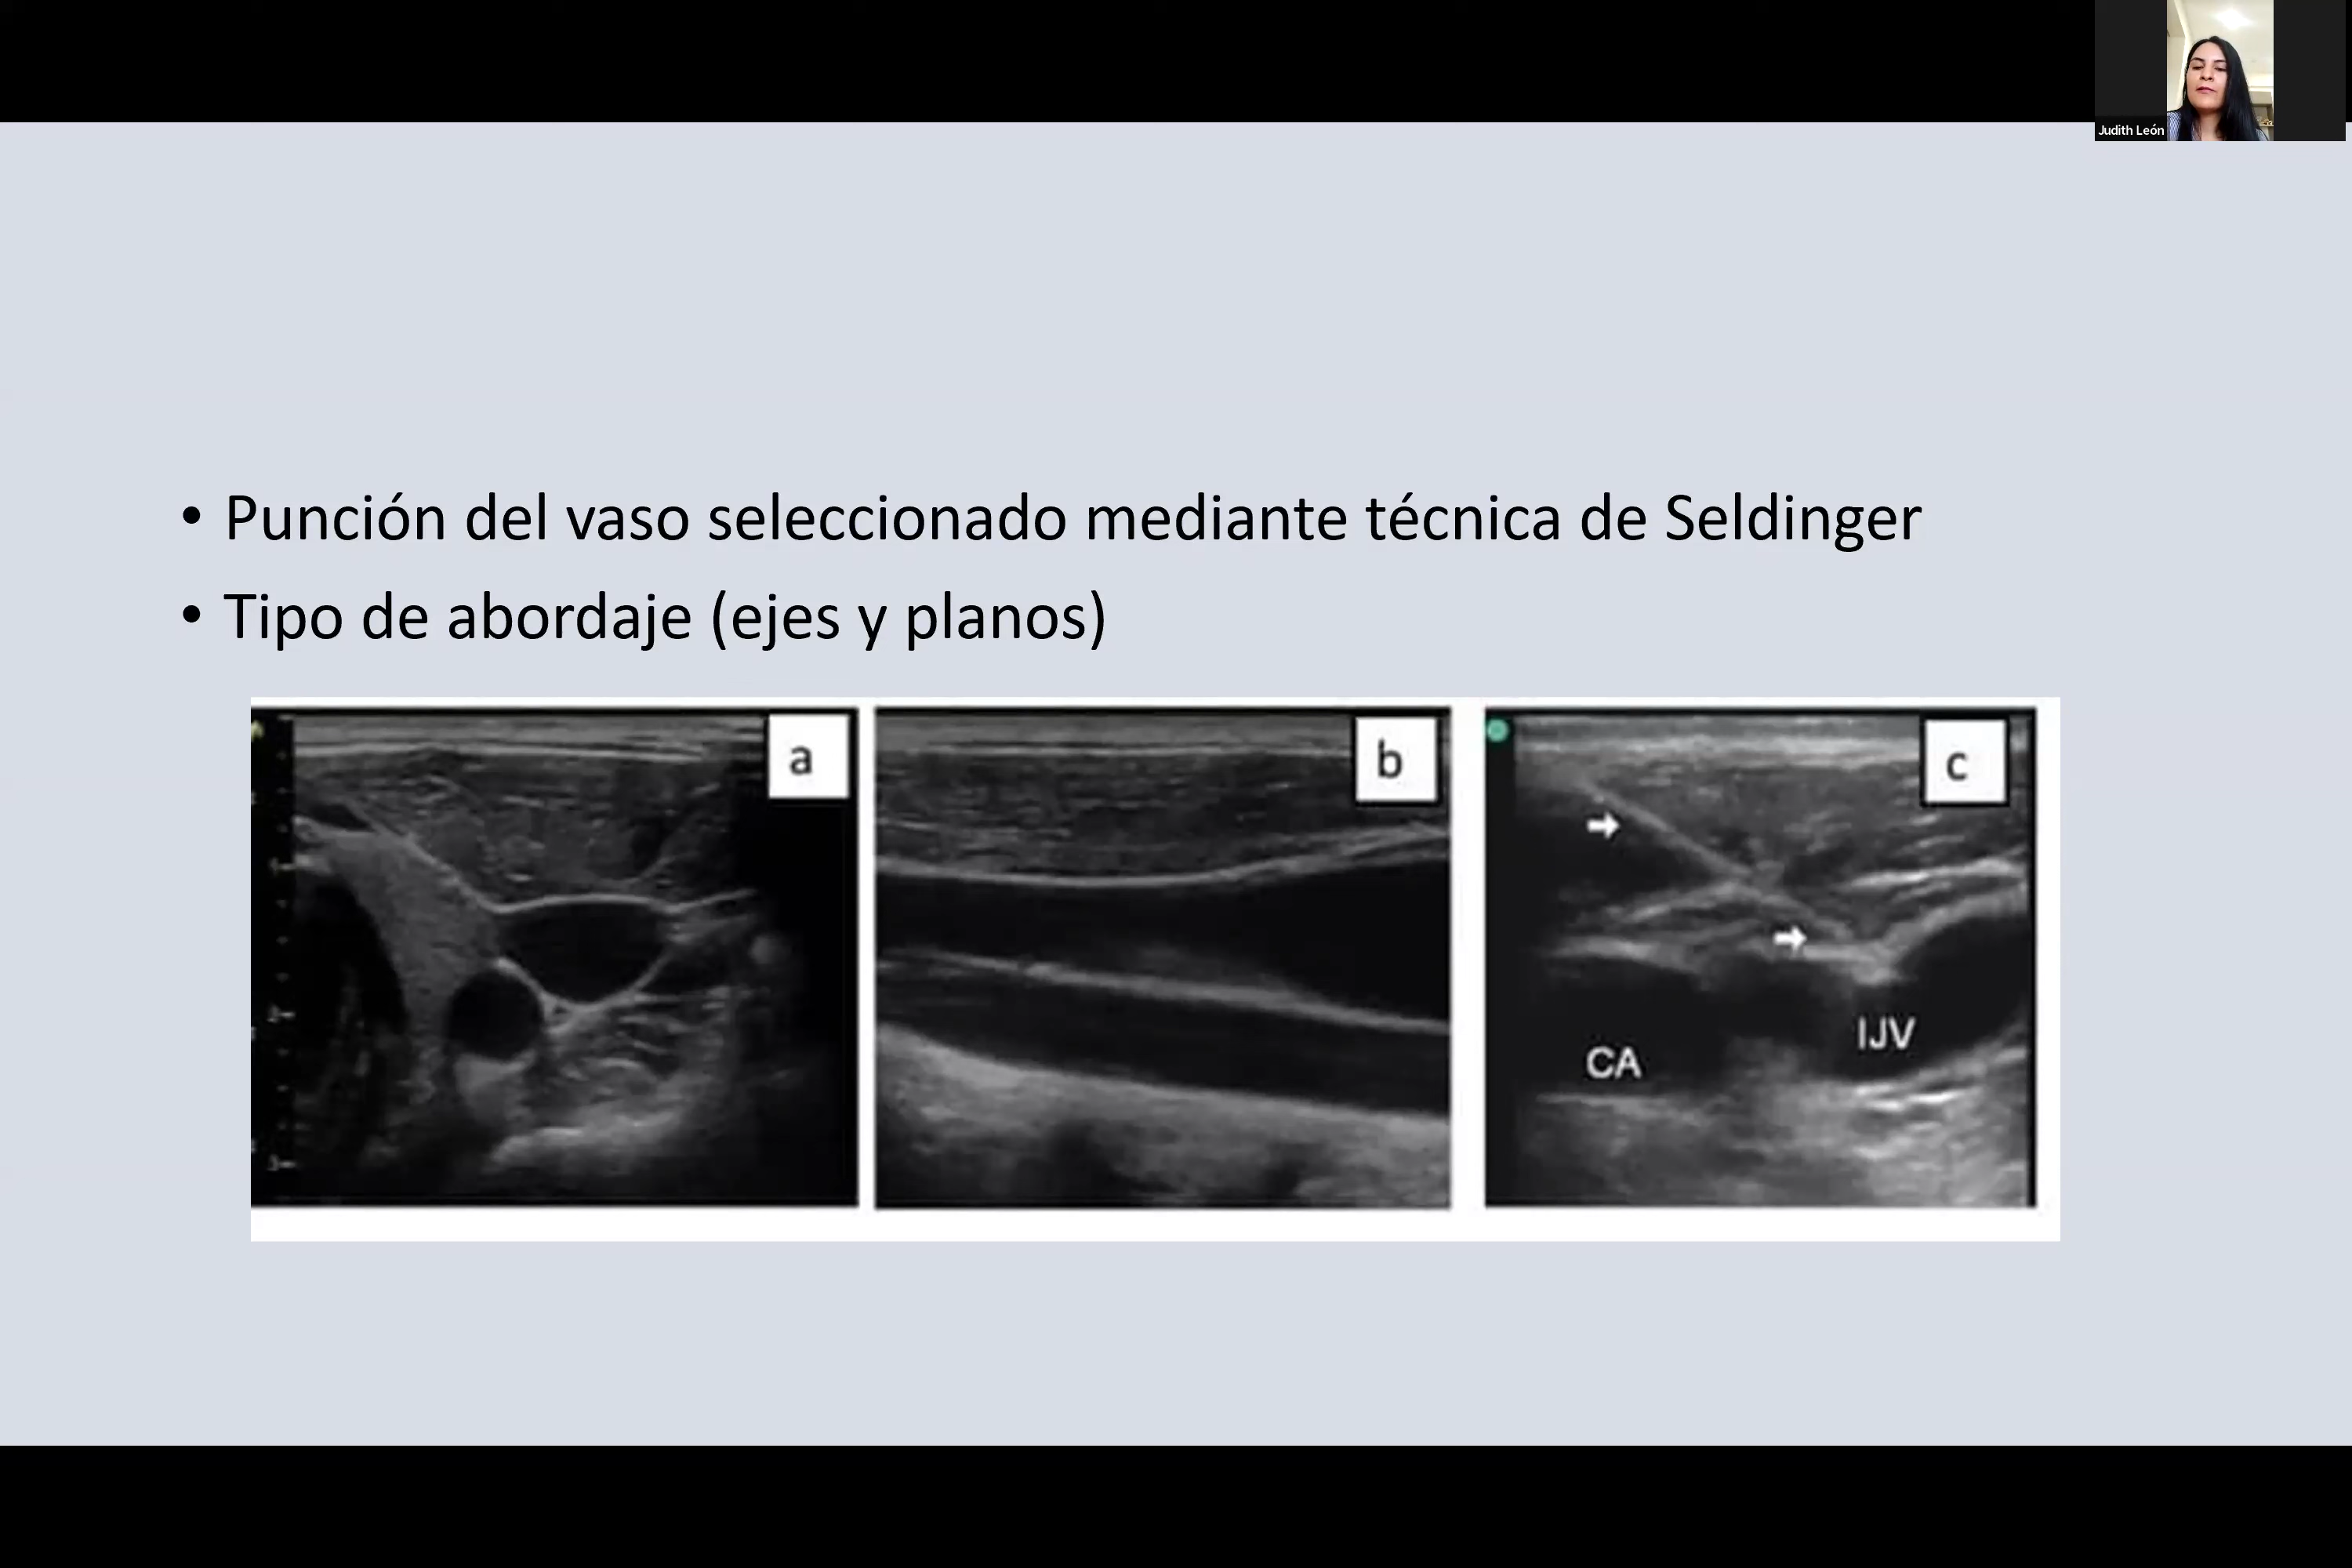 Judith León
• Punción del vaso seleccionado mediante técnica de Seldinger
• Tipo de abordaje (ejes y planos)
a
b
c
CA
IJV